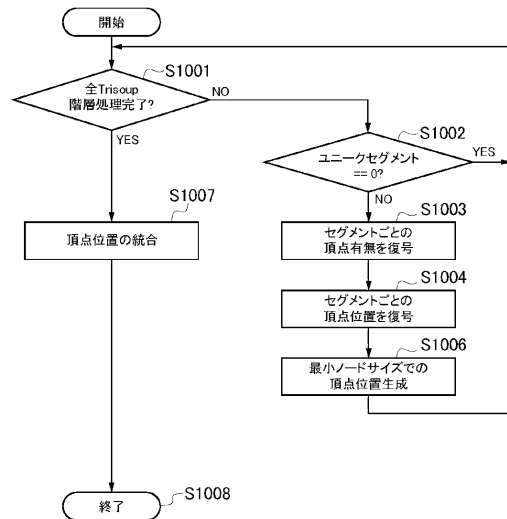 開始
S1001
全Trisoup
階層処理完了?
NO
YES
S1002
ユニークセグメント
== 0?
YES
NO
S1007
頂点位置の統合
S1003
セグメントごとの
頂点有無を復号
S1004
セグメントごとの
頂点位置を復号
S1006
最小ノードサイズでの
頂点位置生成
終了
S1008